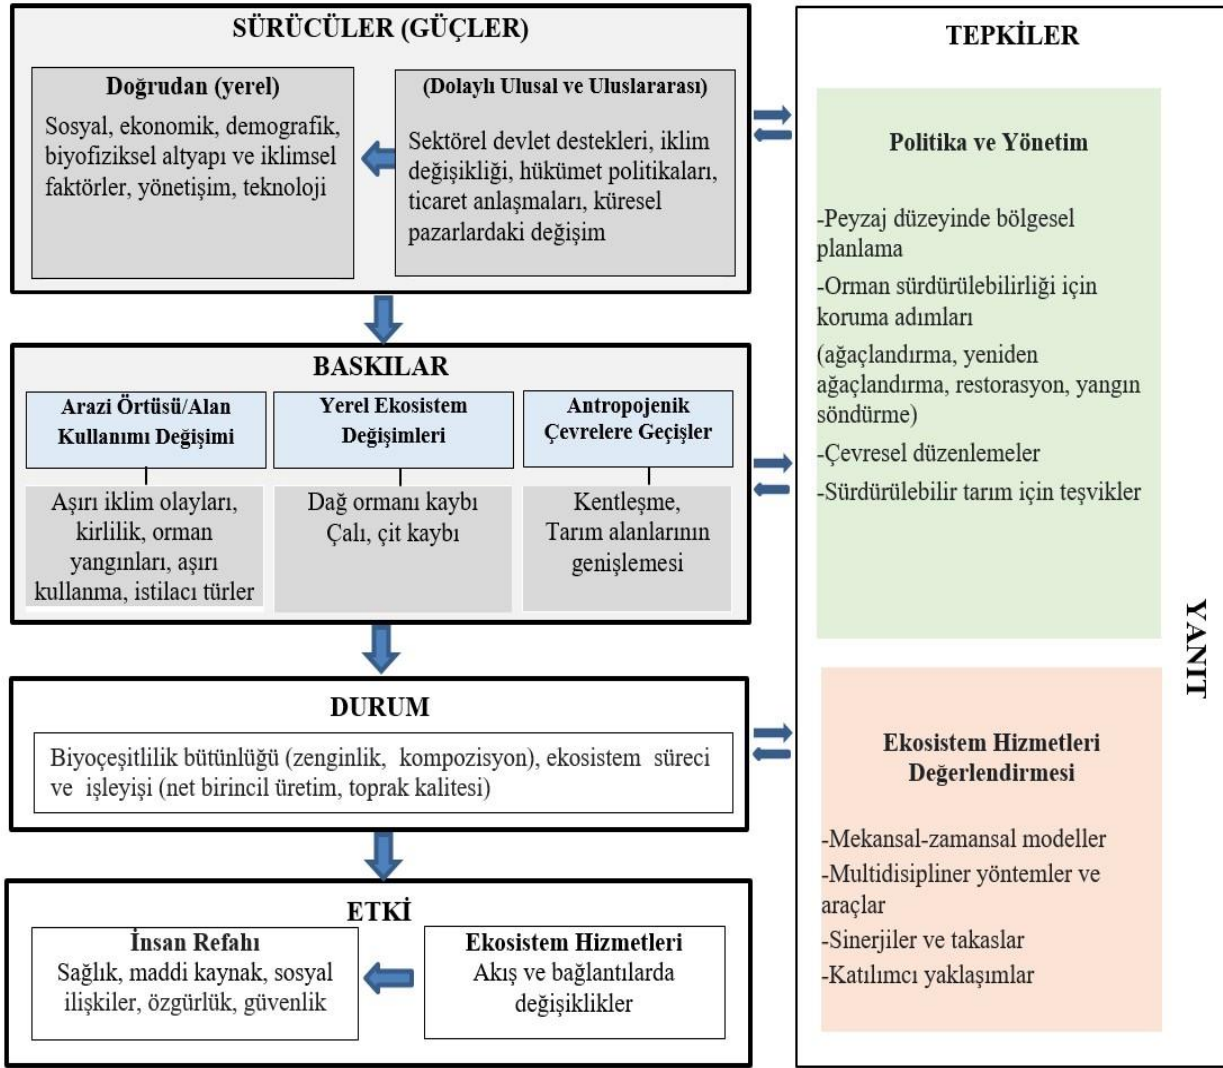 SÜRÜCÜLER (GÜÇLER)
Doğrudan (yerel)
Sosyal, ekonomik, demografik,
biyofiziksel altyapı ve iklimsel
faktörler, yönetişim, teknoloji
(Dolaylı Ulusal ve Uluslararası)
Sektörel devlet destekleri, iklim
değişikliği, hükümet politikaları,
ticaret anlaşmaları, küresel
pazarlardaki değişim
BASKILAR
Arazi Örtüsü/Alan
Kullanımı Değişimi
Aşırı iklim olayları,
kirlilik, orman
yangınları, aşırı
kullanma, istilacı türler
Yerel Ekosistem
Değişimleri
Dağ ormanı kaybı
Çalı, çit kaybı
Antropojenik
Çevrelere Geçişler
Kentleşme,
Tarım alanlarının
genişlemesi
DURUM
Biyoçeşitlilik bütünlüğü (zenginlik, kompozisyon), ekosistem süreci
ve işleyişi (net birincil üretim, toprak kalitesi)
ETKİ
İnsan Refahı
Sağlık, maddi kaynak, sosyal
ilişkiler, özgürlük, güvenlik
Ekosistem Hizmetleri
Akış ve bağlantılarda
değişiklikler
TEPKİLER
Politika ve Yönetim
-Peyzaj düzeyinde bölgesel
planlama
-Orman sürdürülebilirliği için
koruma adımları
(ağaçlandırma, yeniden
ağaçlandırma, restorasyon, yangın
söndürme)
-Çevresel düzenlemeler
-Sürdürülebilir tarım için teşvikler
Ekosistem Hizmetleri
Değerlendirmesi
-Mekansal-zamansal modeller
-Multidisipliner yöntemler ve
araçlar
-Sinerjiler ve takaslar
-Katılımcı yaklaşımlar
YANIT